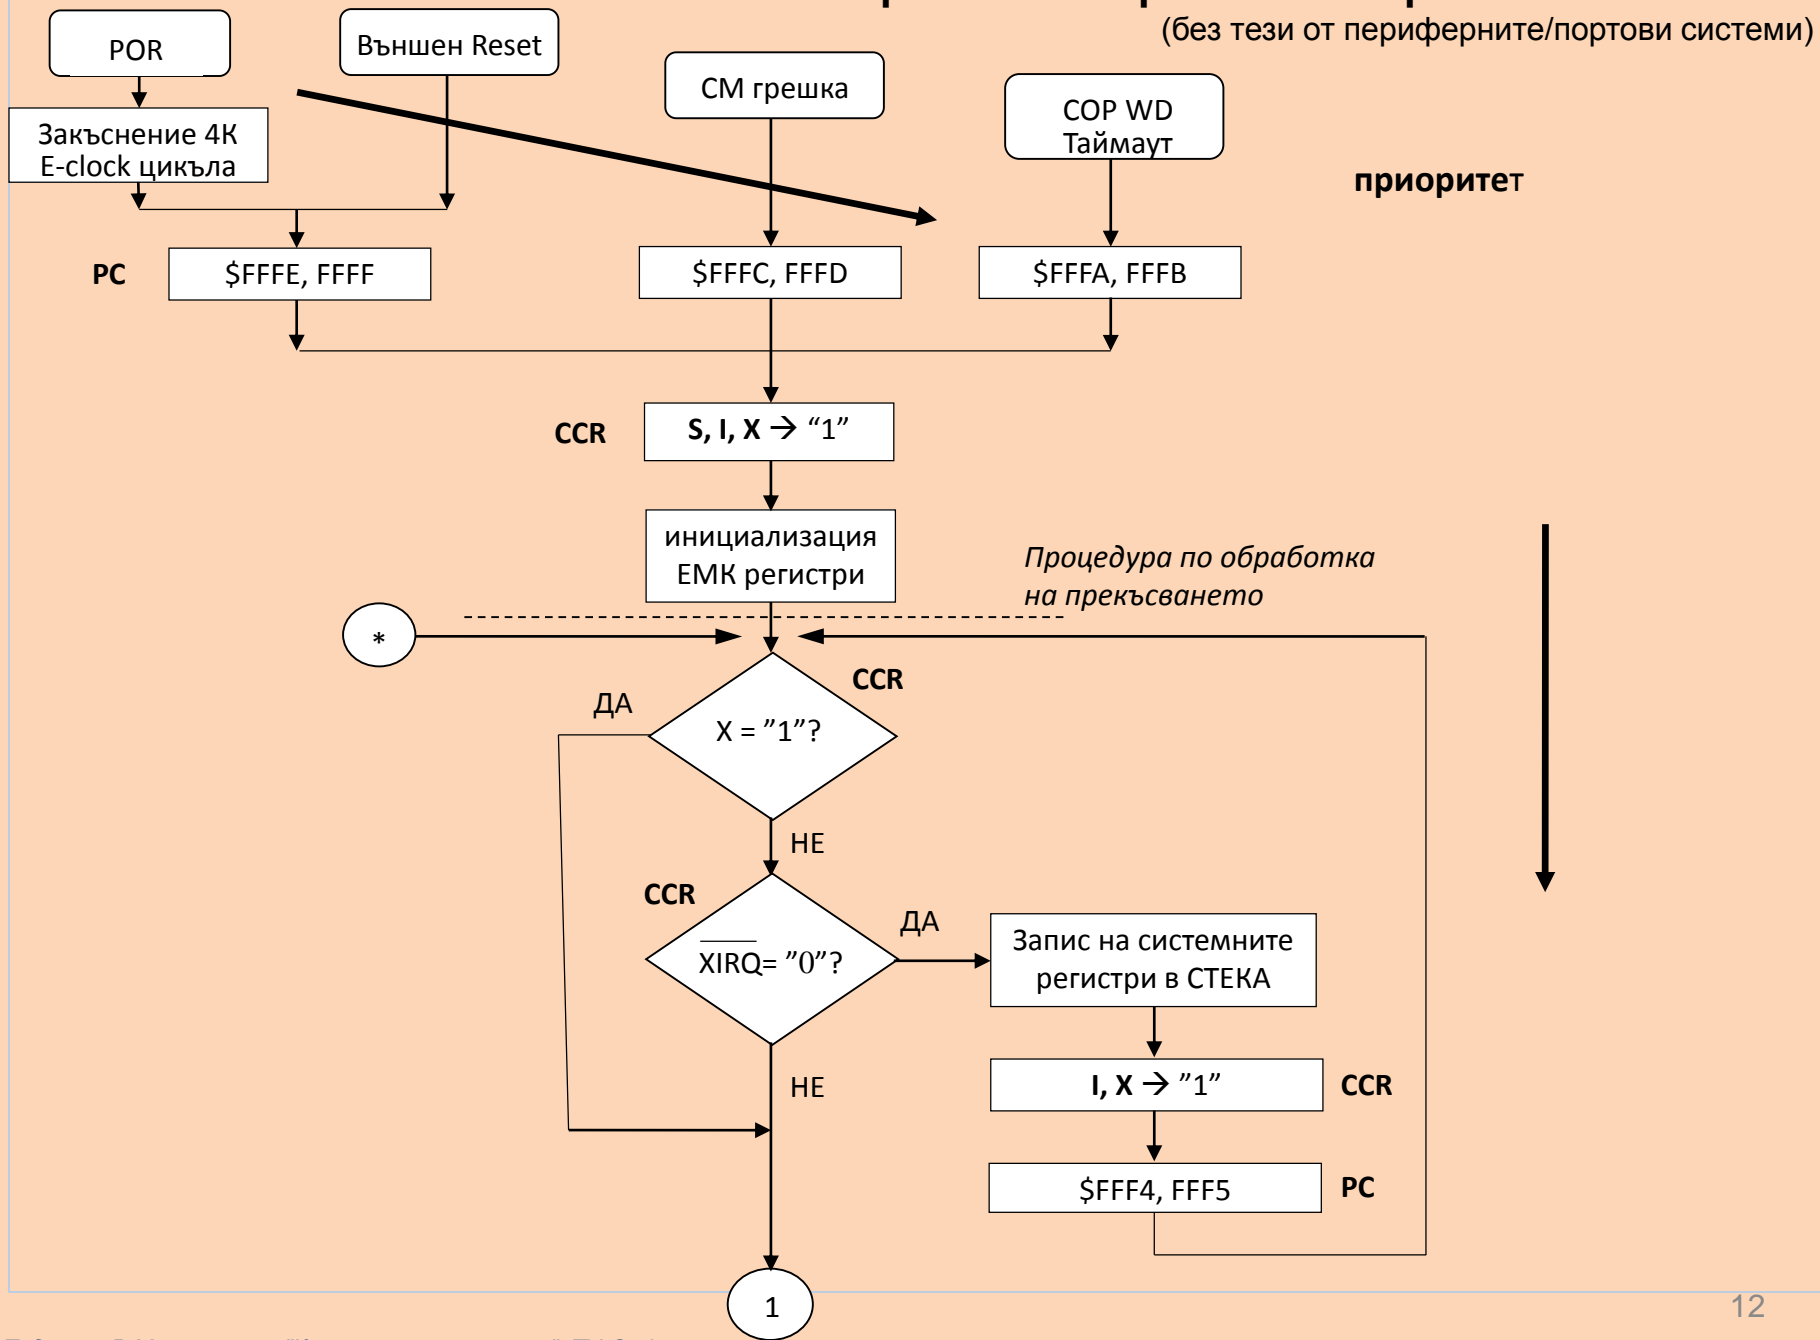 (без тези от периферните/портови системи)
POR
Външен Reset
СМ грешка
COP WD
Таймаут
Закъснение 4К
E-clock цикъла
приоритет
PC
$FFFE, FFFF
$FFFC, FFFD
$FFFA, FFFB
CCR
S, I, X → “1”
инициализация
ЕМК регистри
Процедура по обработка
на прекъсването
*
CCR
ДА
X = ”1”?
НЕ
CCR
XIRQ= ”0”?
ДА
Запис на системните
регистри в СТЕКА
НЕ
I, X → ”1”
CCR
$FFF4, FFF5
PC
1
12